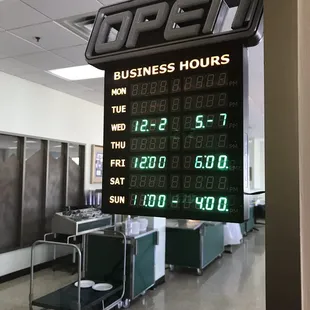 OPEN
BUSINESS HOURS
MON
TUE
WED 12-2 5-7
THU
FRI 12:00 6:00
SAT
SUN 11:00 - 4:00